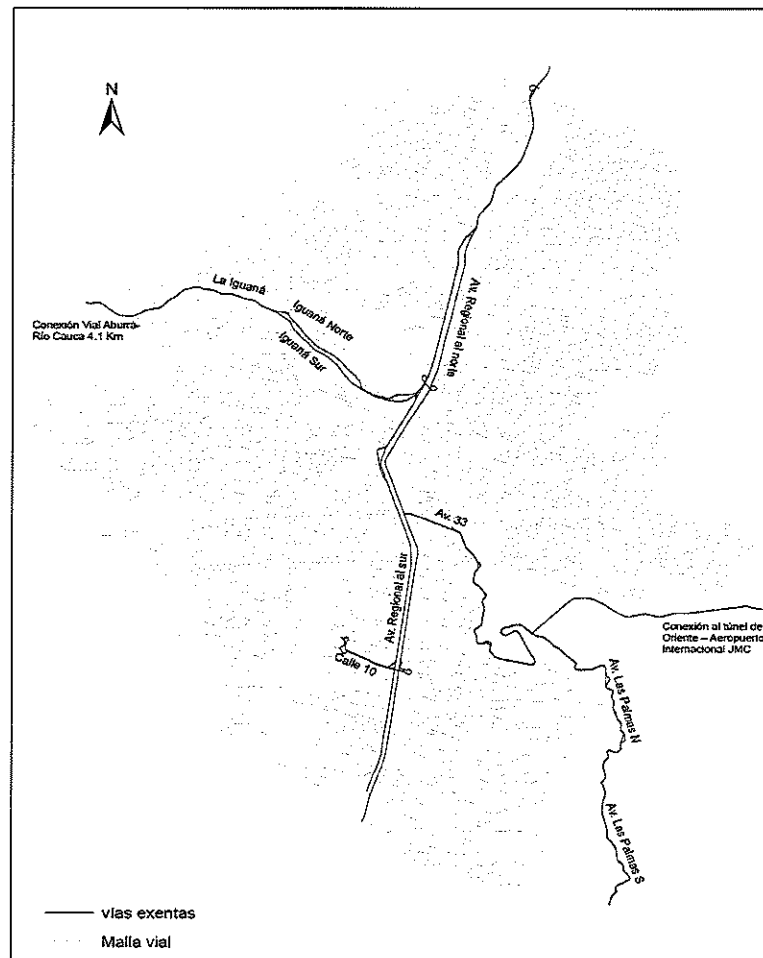 N
La Iguaná
Iguaná Norte
Iguaná Sur
Conexión Vial Aburrá-
Río Cauca 4.1 Km
Av. Regional al norte
Av. 33
Av. Regional al sur
Calle 10
Conexión al túnel de
Oriente – Aeropuerto
Internacional JMC
Av. Las Palmas N
Av. Las Palmas S
vías exentas
Malla vial